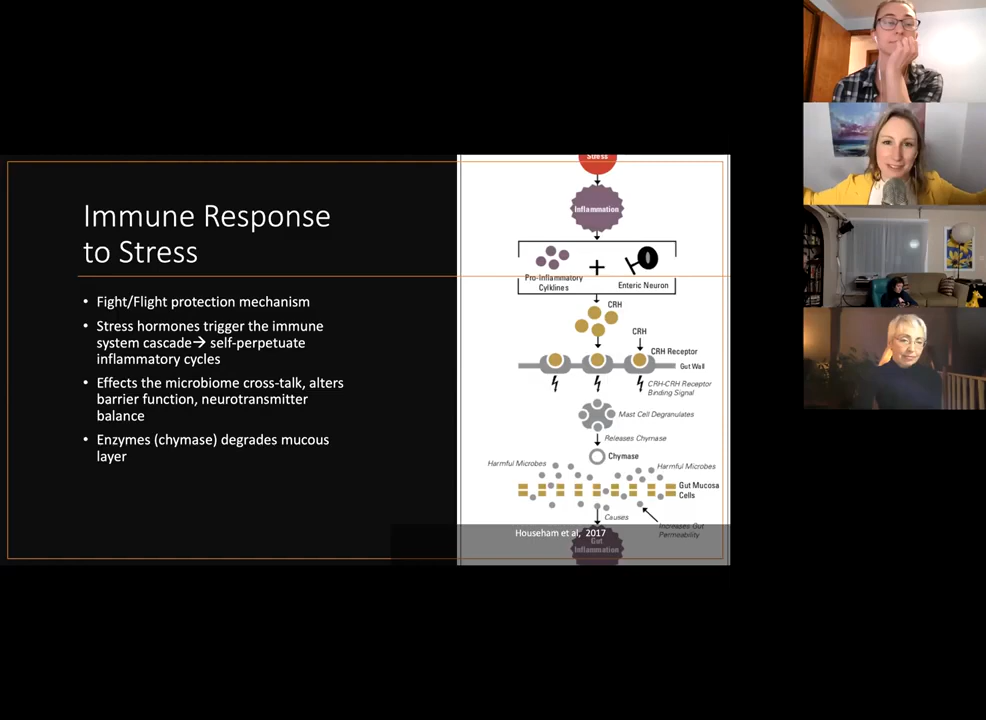 Immune Response
to Stress
• Fight/Flight protection mechanism
• Stress hormones trigger the immune
system cascade→ self-perpetuate
inflammatory cycles
• Effects the microbiome cross-talk, alters
barrier function, neurotransmitter
balance
• Enzymes (chymase) degrades mucous
layer
Stress
Inflammation
Pro-Inflammatory
Cylklines
+
Enteric Neuron
CRH
CRH
CRH Receptor
Gut Wall
CRH-CRH Receptor
Binding Signal
Mast Cell Degranulates
Releases Chymase
Chymase
Harmful Microbes
Harmful Microbes
Gut Mucosa
Cells
Causes
Increases Gut
Permeability
Househam et al, 2017
Gut
Inflammation